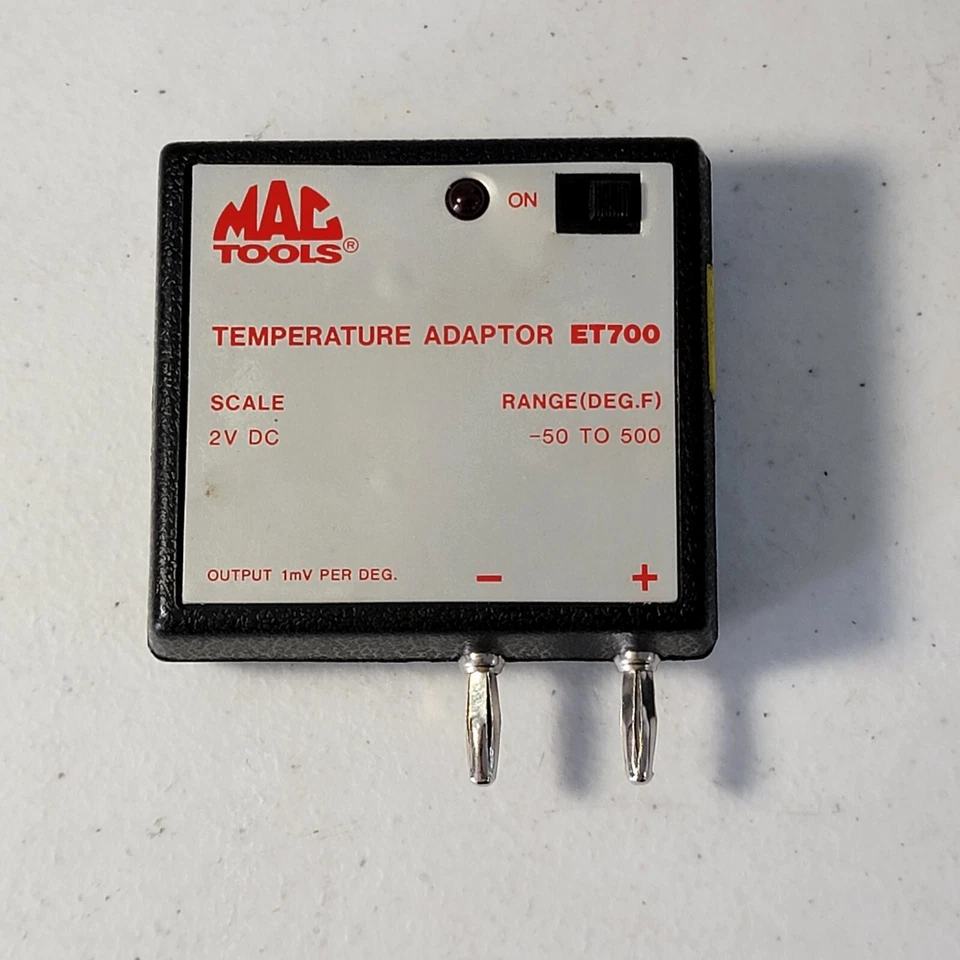 MAC
TOOLS®
ON
TEMPERATURE ADAPTOR ET700
SCALE RANGE(DEG.F)
2V DC -50 TO 500
OUTPUT 1mV PER DEG. - +